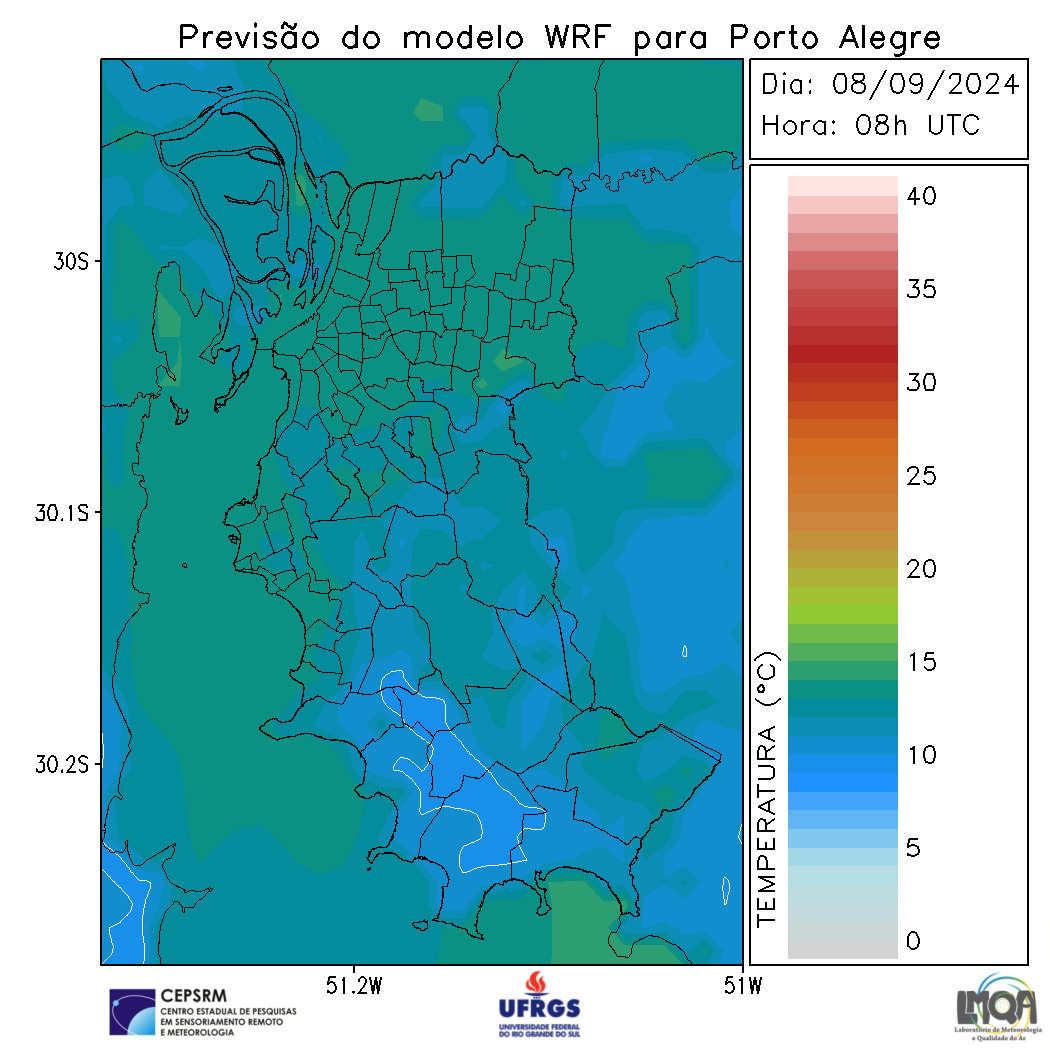 Previsão do modelo WRF para Porto Alegre
Dia: 08/09/2024
Hora: 08h UTC
40
35
30
25
20
15
10
5
0
TEMPERATURA (°C)
30S
30.1S
30.2S
51.2W
51W
CEPSRM
CENTRO ESTADUAL DE PESQUISAS
EM SENSORIAMENTO REMOTO
E METEOROLOGIA
UFRGS
UNIVERSIDADE FEDERAL
DO RIO GRANDE DO SUL
LMQA
Laboratório de Meteorologia
e Qualidade do Ar